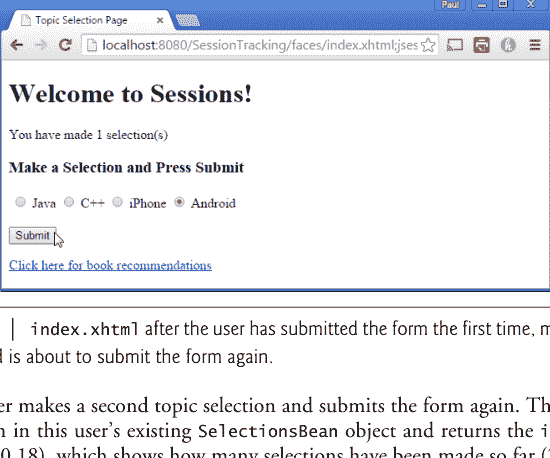 Paul
Topic Selection Page
localhost:8080/SessionTracking/faces/index.xhtml;jses
Welcome to Sessions!
You have made 1 selection(s)
Make a Selection and Press Submit
Java C++ iPhone Android
Submit
Click here for book recommendations
| index.xhtml after the user has submitted the form the first time, m
d is about to submit the form again.
er makes a second topic selection and submits the form again. Th
n in this user's existing SelectionsBean object and returns the i
0.18), which shows how many selections have been made so far (